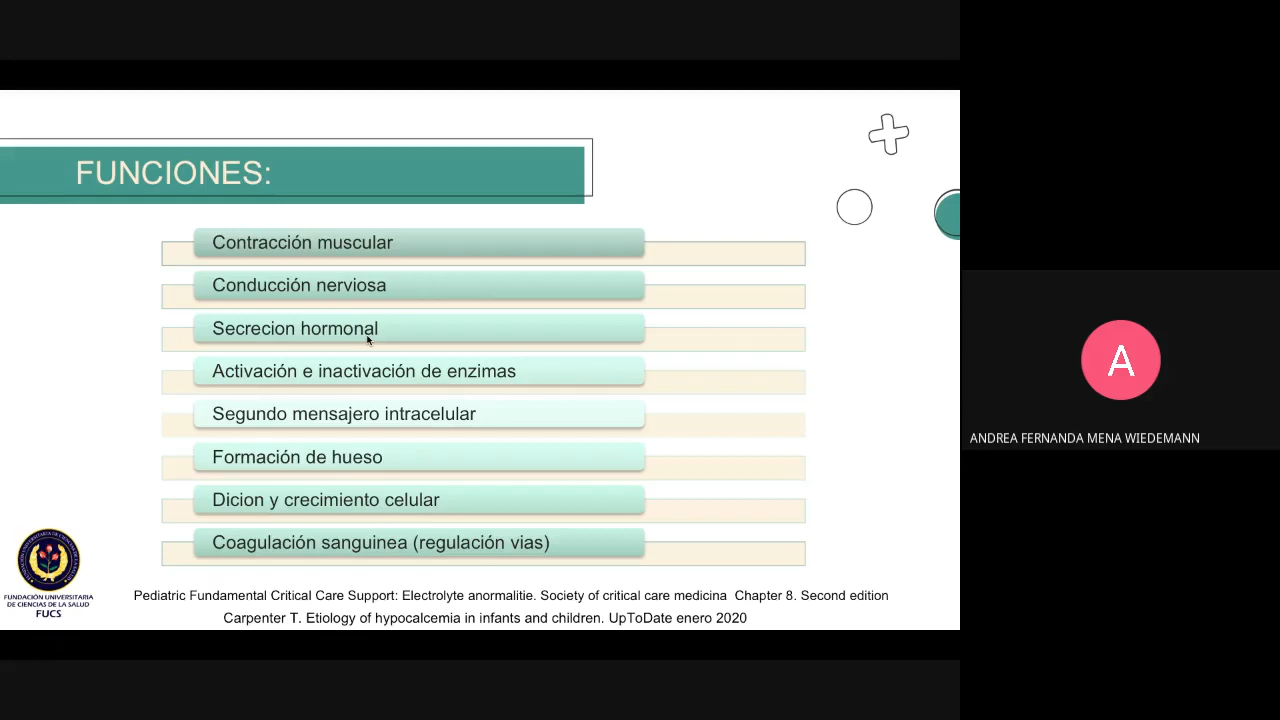 FUNCIONES:
Contracción muscular
Conducción nerviosa
Secrecion hormonal
Activación e inactivación de enzimas
Segundo mensajero intracelular
Formación de hueso
Dicion y crecimiento celular
Coagulación sanguinea (regulación vias)
FUNDACIÓN UNIVERSITARIA
DE CIENCIAS DE LA SALUD
FUCS
Pediatric Fundamental Critical Care Support: Electrolyte anormalitie. Society of critical care medicina Chapter 8. Second edition
Carpenter T. Etiology of hypocalcemia in infants and children. UpToDate enero 2020
A
ANDREA FERNANDA MENA WIEDEMANN